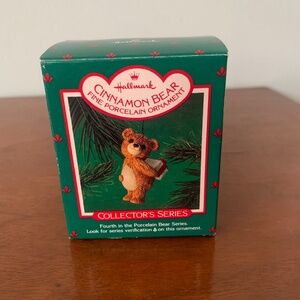 Hallmark
CINNAMON BEAR
FINE PORCELAIN ORNAMENT
COLLECTOR'S SERIES
Fourth in the Porcelain Bear Series.
Look for series verification on this ornament.